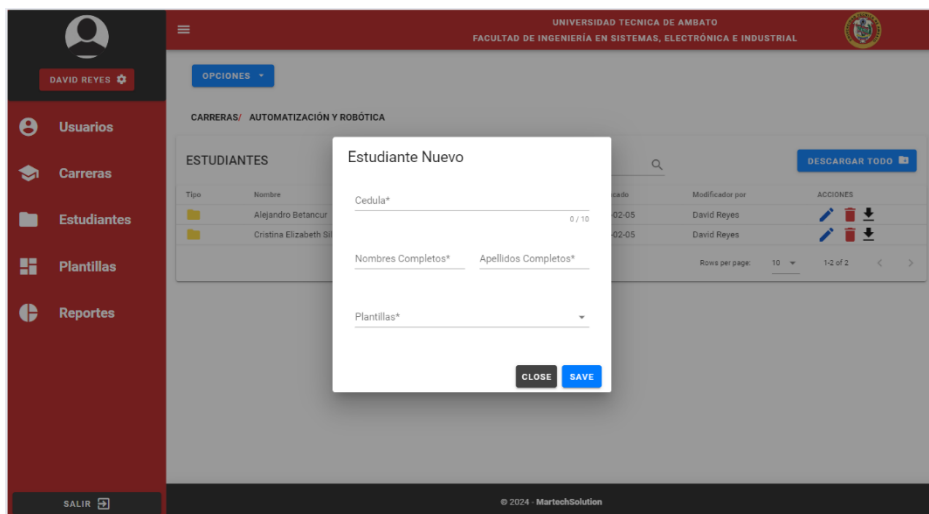 UNIVERSIDAD TECNICA DE AMBATO
FACULTAD DE INGENIERÍA EN SISTEMAS, ELECTRÓNICA E INDUSTRIAL
DAVID REYES
Usuarios
Carreras
Estudiantes
Plantillas
Reportes
SALIR
OPCIONES
CARRERAS/ AUTOMATIZACIÓN Y ROBÓTICA
ESTUDIANTES
DESCARGAR TODO
Tipo Nombre Modificador por ACCIONES
Alejandro Betancur -02-05 David Reyes
Cristina Elizabeth -02-05 David Reyes
Rows per page: 10 1-2 of 2
Estudiante Nuevo
Cedula*
0 / 10
Nombres Completos* Apellidos Completos*
Plantillas*
CLOSE SAVE
© 2024 - MartechSolution